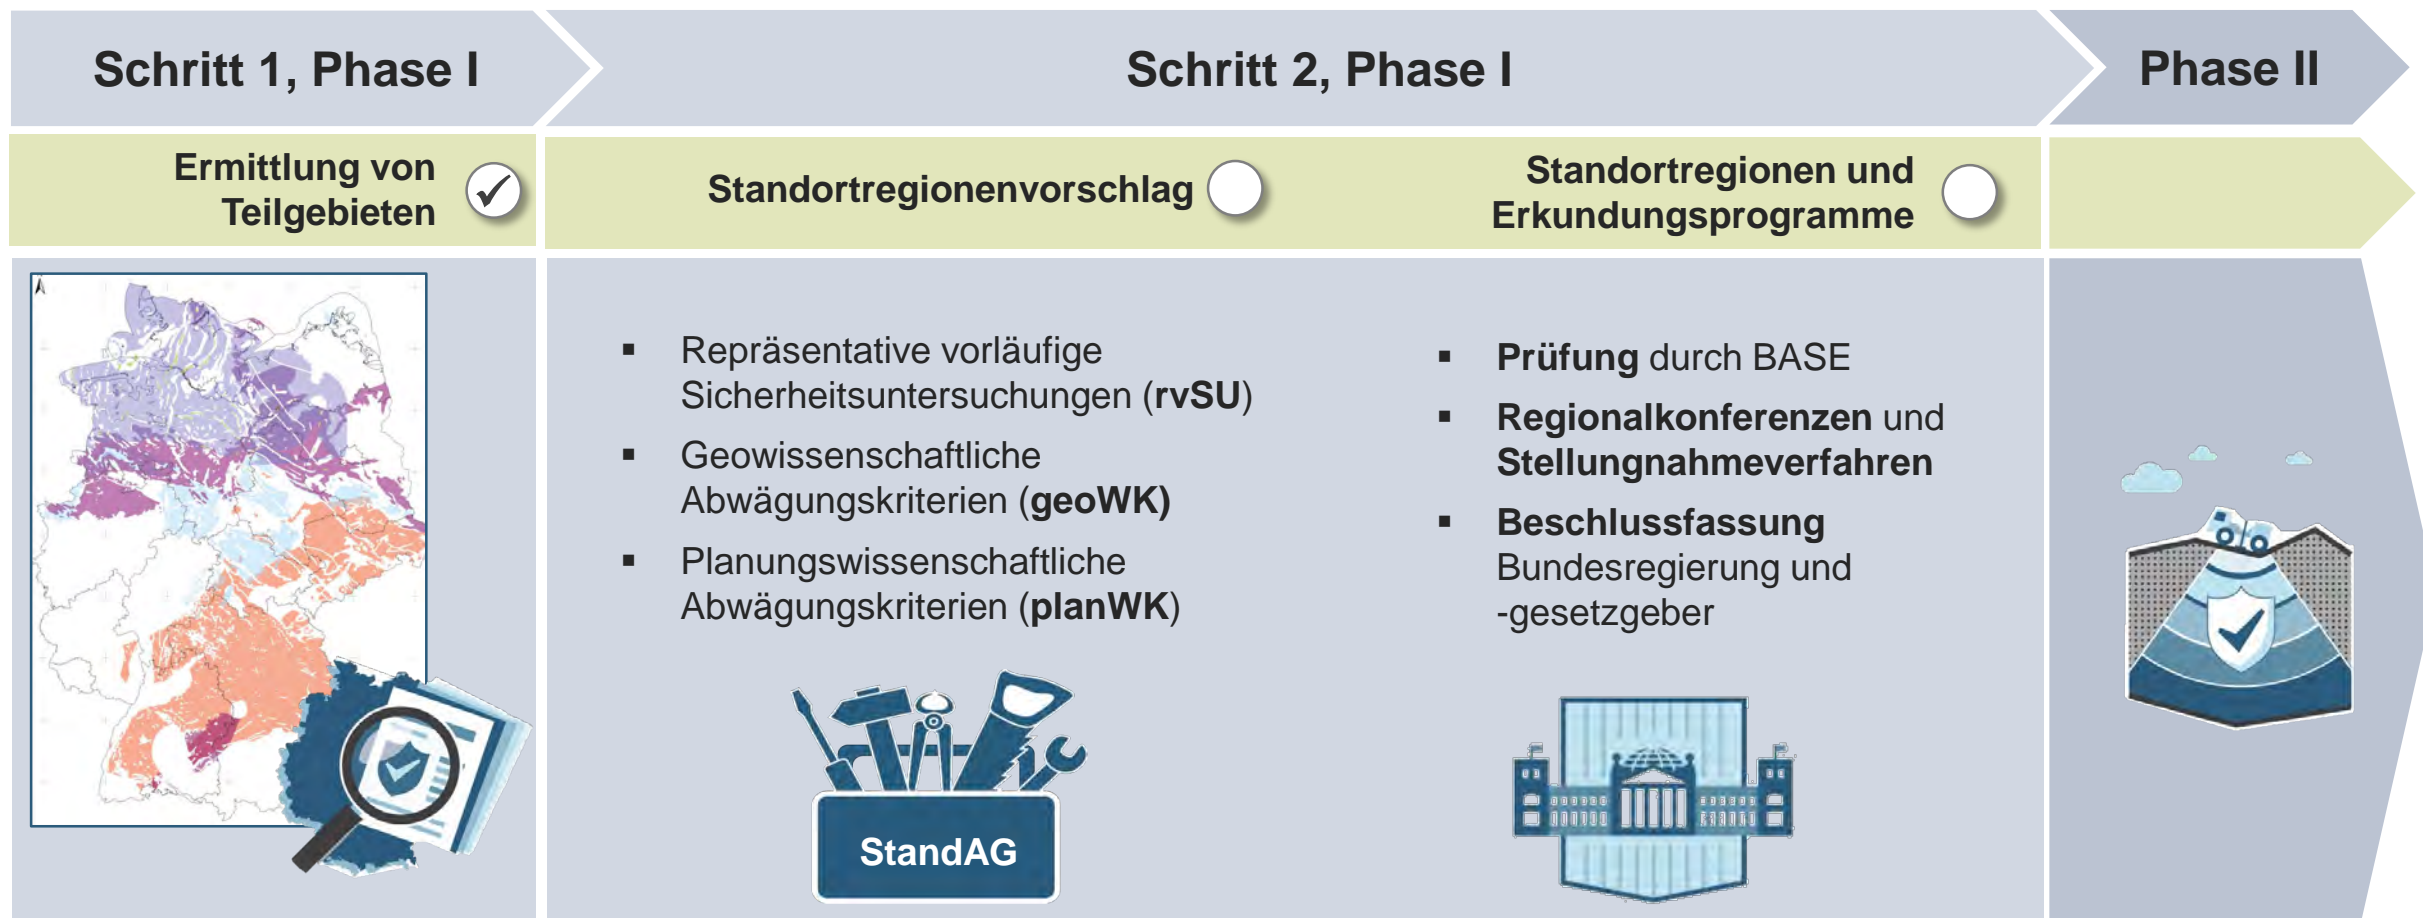 Schritt 1, Phase I
Schritt 2, Phase I
Phase II
Ermittlung von
Teilgebieten
Standortregionenvorschlag
Standortregionen und
Erkundungsprogramme
▪ Repräsentative vorläufige
Sicherheitsuntersuchungen (rvSU)
▪ Geowissenschaftliche
Abwägungskriterien (geoWK)
▪ Planungswissenschaftliche
Abwägungskriterien (planWK)
StandAG
▪ Prüfung durch BASE
▪ Regionalkonferenzen und
Stellungnahmeverfahren
▪ Beschlussfassung
Bundesregierung und
-gesetzgeber